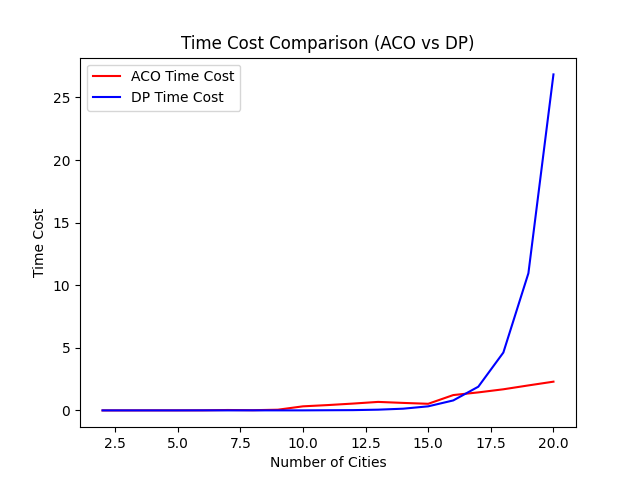 Time Cost Comparison (ACO vs DP)
ACO Time Cost
DP Time Cost
25
20
15
10
5
0
Time Cost
2.5 5.0 7.5 10.0 12.5 15.0 17.5 20.0
Number of Cities